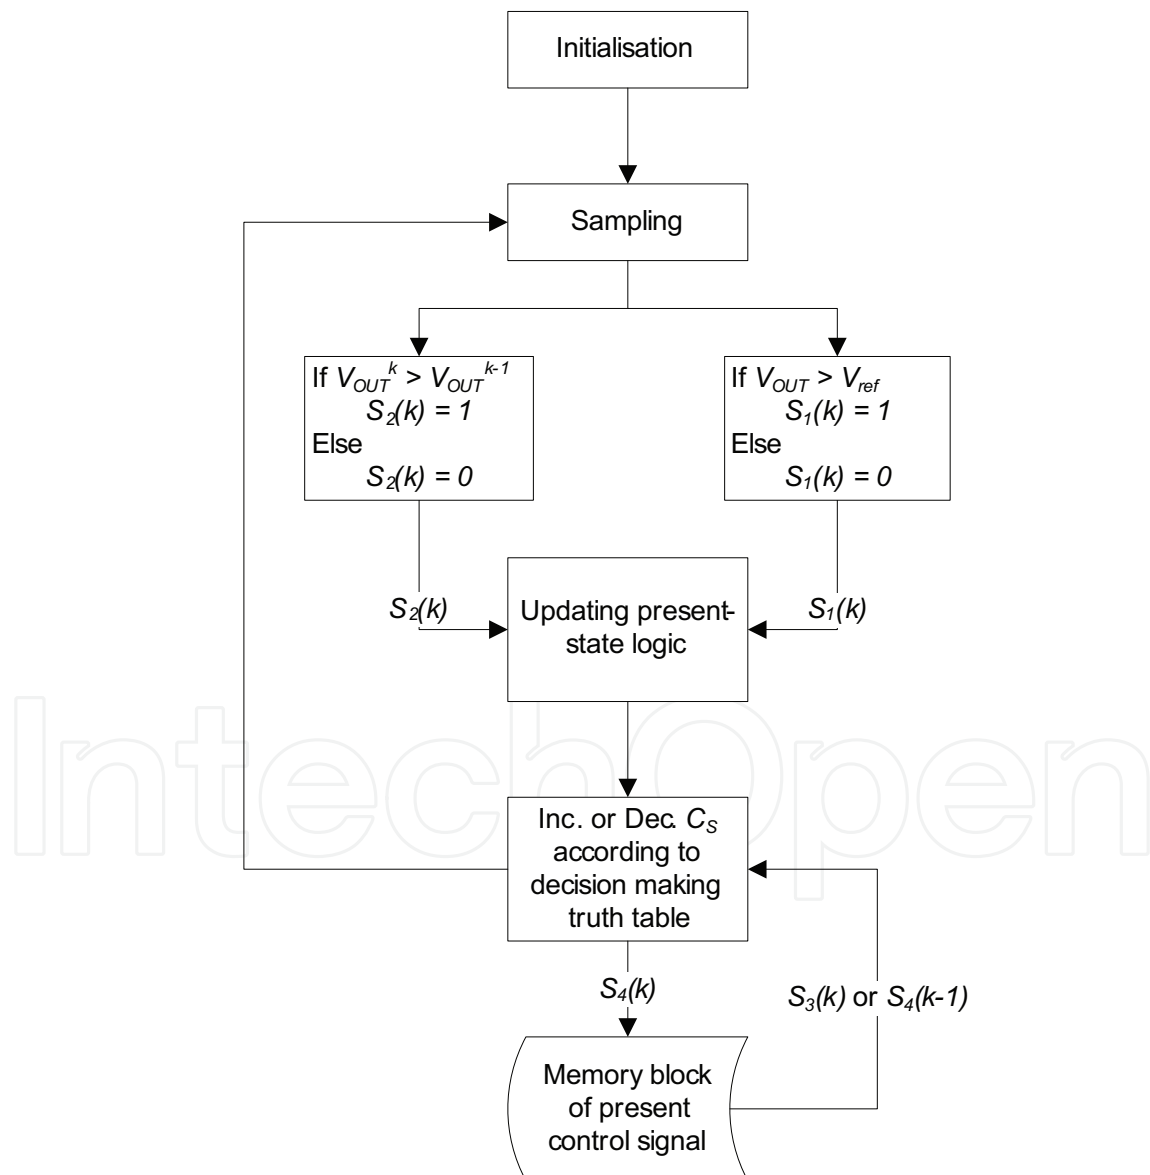 Initialisation
Sampling
If V_OUT^k > V_OUT^k-1
S_2(k) = 1
Else
S_2(k) = 0
If V_OUT > V_ref
S_1(k) = 1
Else
S_1(k) = 0
S_2(k)
Updating present-
state logic
S_1(k)
IntechOpen
Inc. or Dec. C_S
according to
decision making
truth table
S_4(k)
S_3(k) or S_4(k-1)
Memory block
of present
control signal